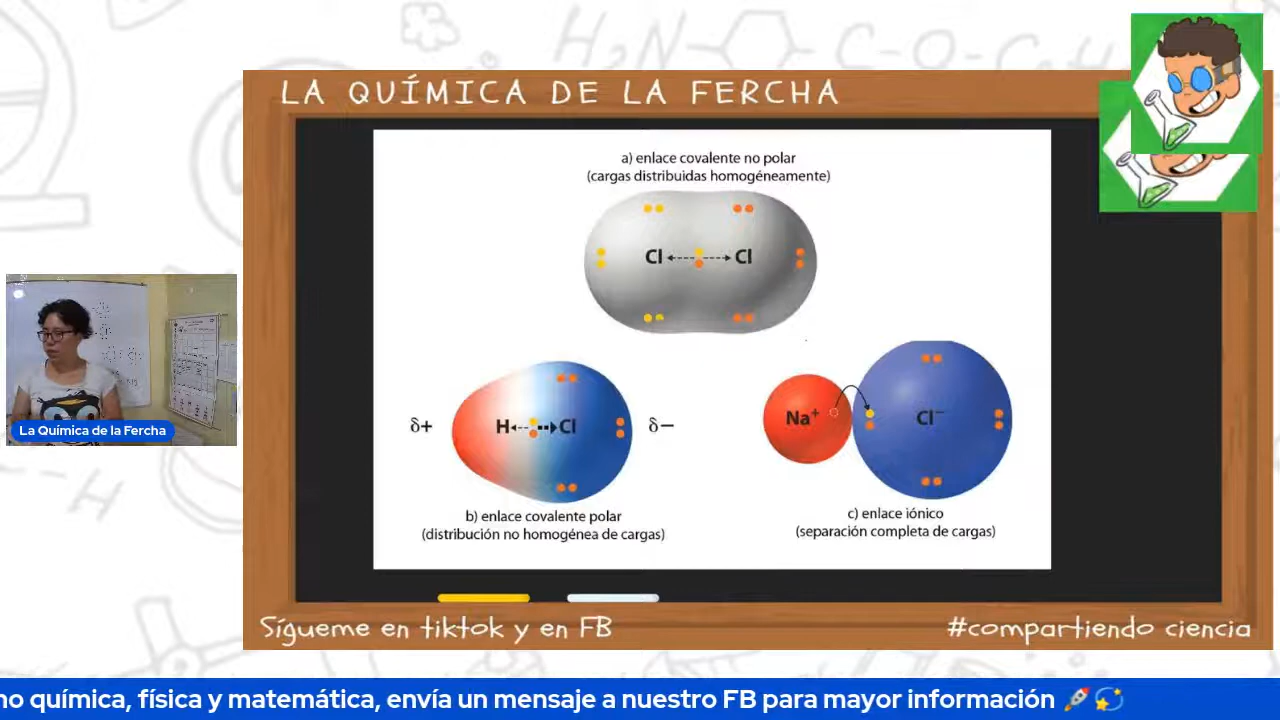 LA QUÍMICA DE LA FERCHA
a) enlace covalente no polar
(cargas distribuidas homogéneamente)
Cl Cl
δ+ H Cl δ−
Na⁺ Cl⁻
b) enlace covalente polar
(distribución no homogénea de cargas)
c) enlace iónico
(separación completa de cargas)
La Química de la Fercha
Sígueme en tiktok y en FB
#compartiendo ciencia
no química, física y matemática, envía un mensaje a nuestro FB para mayor información 🚀💫
H₂N C-O-C
H